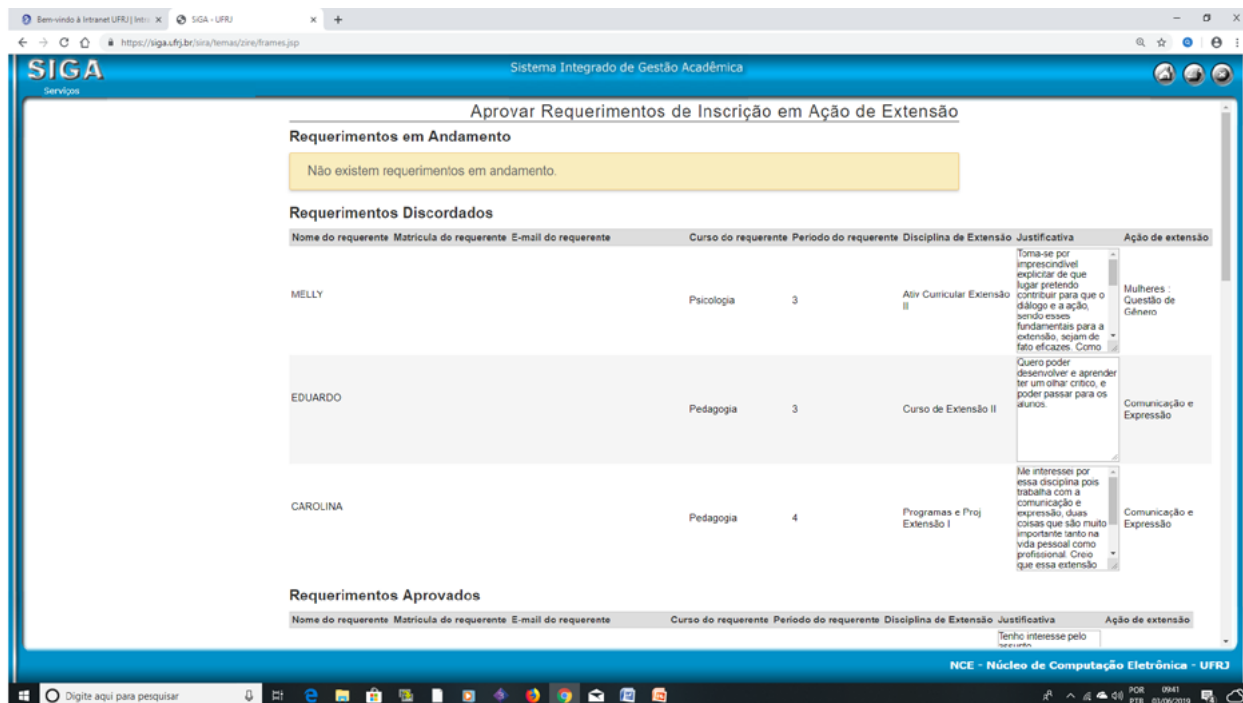 Bem-vindo à Intranet UFRJ | Intr
SiGA - UFRJ
https://siga.ufrj.br/sira/temas/zire/frames.jsp
SIGA
Sistema Integrado de Gestão Acadêmica
Serviços
Aprovar Requerimentos de Inscrição em Ação de Extensão
Requerimentos em Andamento
Não existem requerimentos em andamento.
Requerimentos Discordados
Nome do requerente Matrícula do requerente E-mail do requerente Curso do requerente Período do requerente Disciplina de Extensão Justificativa Ação de extensão
MELLY
Psicologia
3
Ativ Curricular Extensão
II
Torna-se por
imprescindível
explicitar de que
lugar pretendo
contribuir para que o
diálogo e a ação,
sendo esses
fundamentais para a
extensão, sejam de
fato eficazes. Como
Mulheres :
Questão de
Gênero
EDUARDO
Pedagogia
3
Curso de Extensão II
Quero poder
desenvolver e aprender
ter um olhar critico, e
poder passar para os
alunos.
Comunicação e
Expressão
CAROLINA
Pedagogia
4
Programas e Proj
Extensão I
Me interessei por
essa disciplina pois
trabalha com a
comunicação e
expressão, duas
coisas que são muito
importante tanto na
vida pessoal como
profissional. Creio
que essa extensão
Comunicação e
Expressão
Requerimentos Aprovados
Nome do requerente Matrícula do requerente E-mail do requerente Curso do requerente Período do requerente Disciplina de Extensão Justificativa Ação de extensão
Tenho interesse pelo
assunto
NCE - Núcleo de Computação Eletrônica - UFRJ
Digite aqui para pesquisar
POR
PTB
09:41
03/06/2019